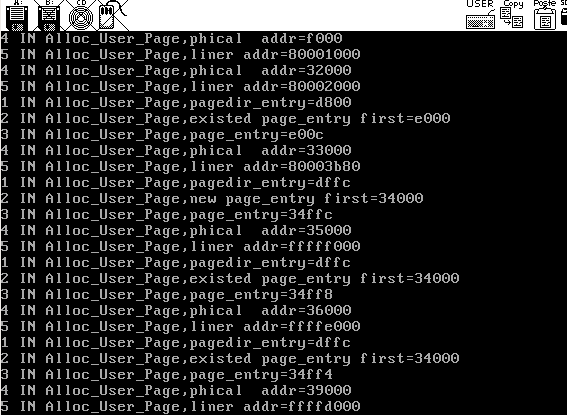 A: B: CD USER Copy Paste
4 IN Alloc_User_Page,phical  addr=f000
5 IN Alloc_User_Page,liner addr=80001000
4 IN Alloc_User_Page,phical  addr=32000
5 IN Alloc_User_Page,liner addr=80002000
1 IN Alloc_User_Page,pagedir_entry=d800
2 IN Alloc_User_Page,existed page_entry first=e000
3 IN Alloc_User_Page,page_entry=e00c
4 IN Alloc_User_Page,phical  addr=33000
5 IN Alloc_User_Page,liner addr=80003b80
1 IN Alloc_User_Page,pagedir_entry=dffc
2 IN Alloc_User_Page,new page_entry first=34000
3 IN Alloc_User_Page,page_entry=34ffc
4 IN Alloc_User_Page,phical  addr=35000
5 IN Alloc_User_Page,liner addr=fffff000
1 IN Alloc_User_Page,pagedir_entry=dffc
2 IN Alloc_User_Page,existed page_entry first=34000
3 IN Alloc_User_Page,page_entry=34ff8
4 IN Alloc_User_Page,phical  addr=36000
5 IN Alloc_User_Page,liner addr=ffffe000
1 IN Alloc_User_Page,pagedir_entry=dffc
2 IN Alloc_User_Page,existed page_entry first=34000
3 IN Alloc_User_Page,page_entry=34ff4
4 IN Alloc_User_Page,phical  addr=39000
5 IN Alloc_User_Page,liner addr=ffffd000